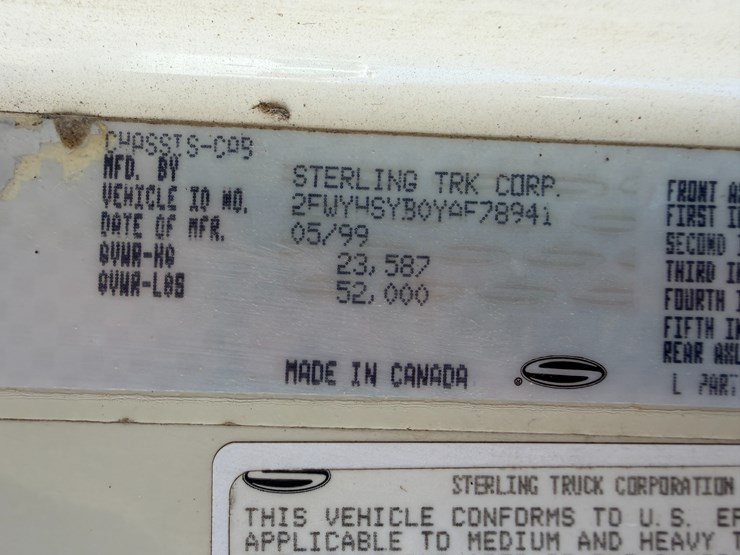 CHASSIS-CAB
MFD. BY STERLING TRK CORP.
VEHICLE ID NO. 2FWYHSYB0YAF78941
DATE OF MFR. 05/99
GVWR-KG 23,587
GVWR-LBS 52,000
MADE IN CANADA
FRONT
FIRST
SECOND
THIRD
FOURTH
FIFTH
REAR
L PART
STERLING TRUCK CORPORATION
THIS VEHICLE CONFORMS TO U.S.
APPLICABLE TO MEDIUM AND HEAVY